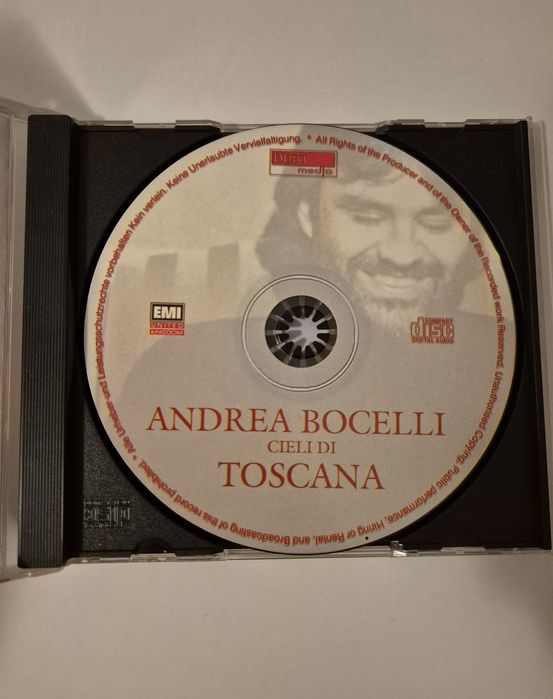 * Alle Urheber und Leistungsschutzrechte vorbehalten Kein verleih. Keine Unerlaubte Vervielfaltigung. * All Rights of the Producer and of the Owner of the Recorded work Reserved. Unauthorised Copying, Public performance, Hiring or Rental, and Broadcasting of this record prohibited.
media
EMI
UNITED
KINGDOM
COMPACT
disc
DIGITAL AUDIO
ANDREA BOCELLI
CIELI DI
TOSCANA